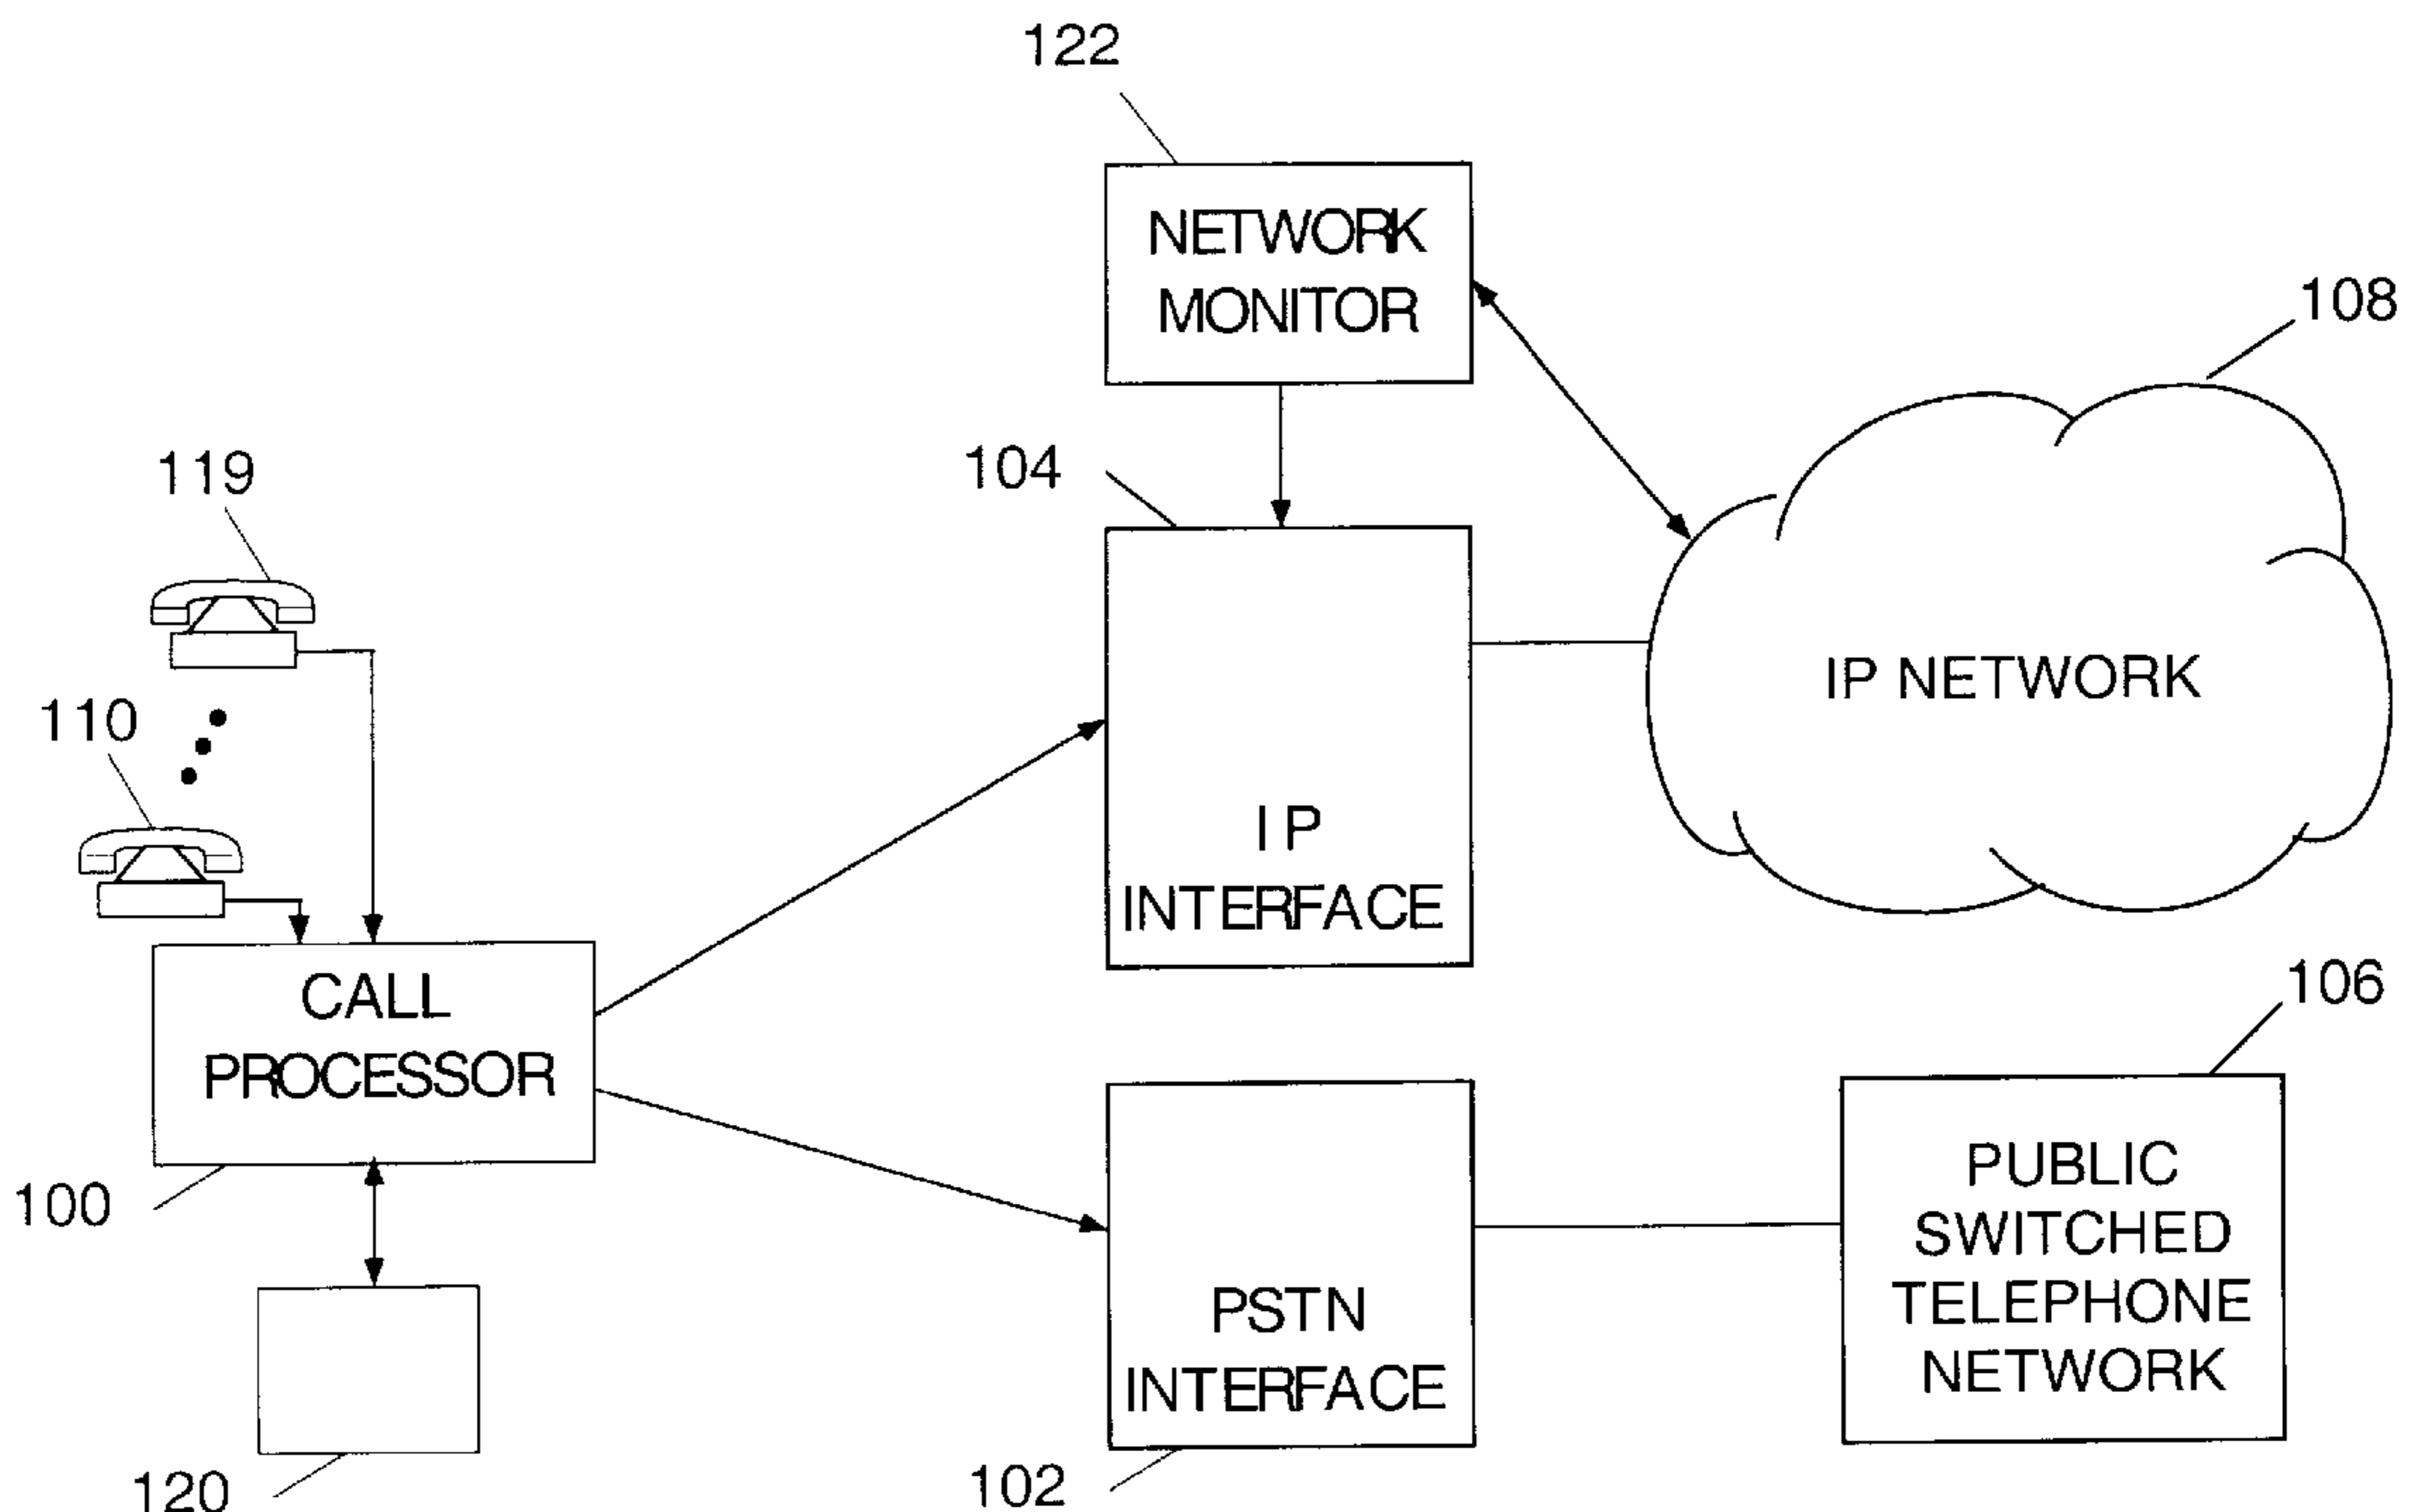 122
NETWORK
MONITOR
108
119
104
110
IP NETWORK
IP
INTERFACE
CALL
PROCESSOR
106
100
PUBLIC
SWITCHED
TELEPHONE
NETWORK
PSTN
INTERFACE
120
102